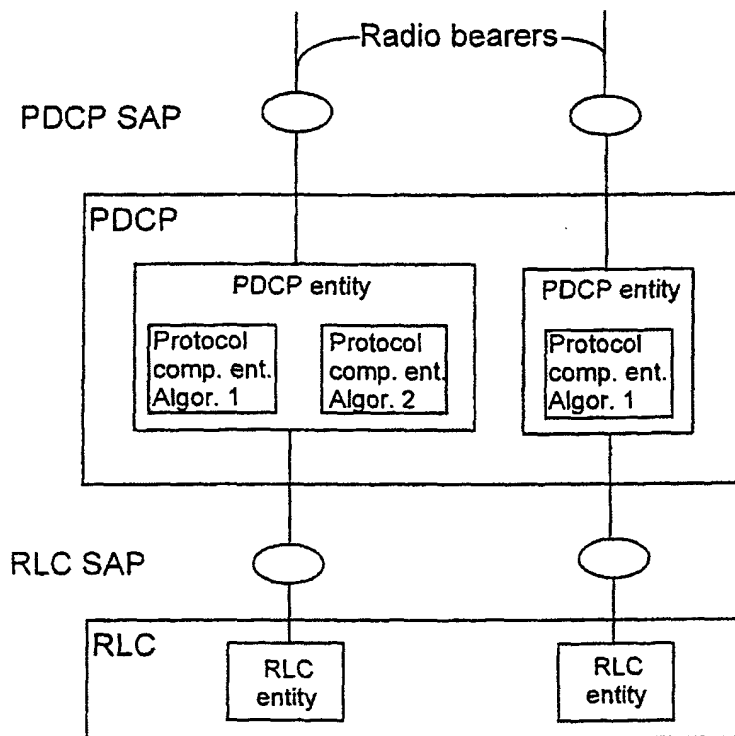 Radio bearers
PDCP SAP
PDCP
PDCP entity
Protocol
comp. ent.
Algor. 1
Protocol
comp. ent.
Algor. 2
PDCP entity
Protocol
comp. ent.
Algor. 1
RLC SAP
RLC
RLC
entity
RLC
entity